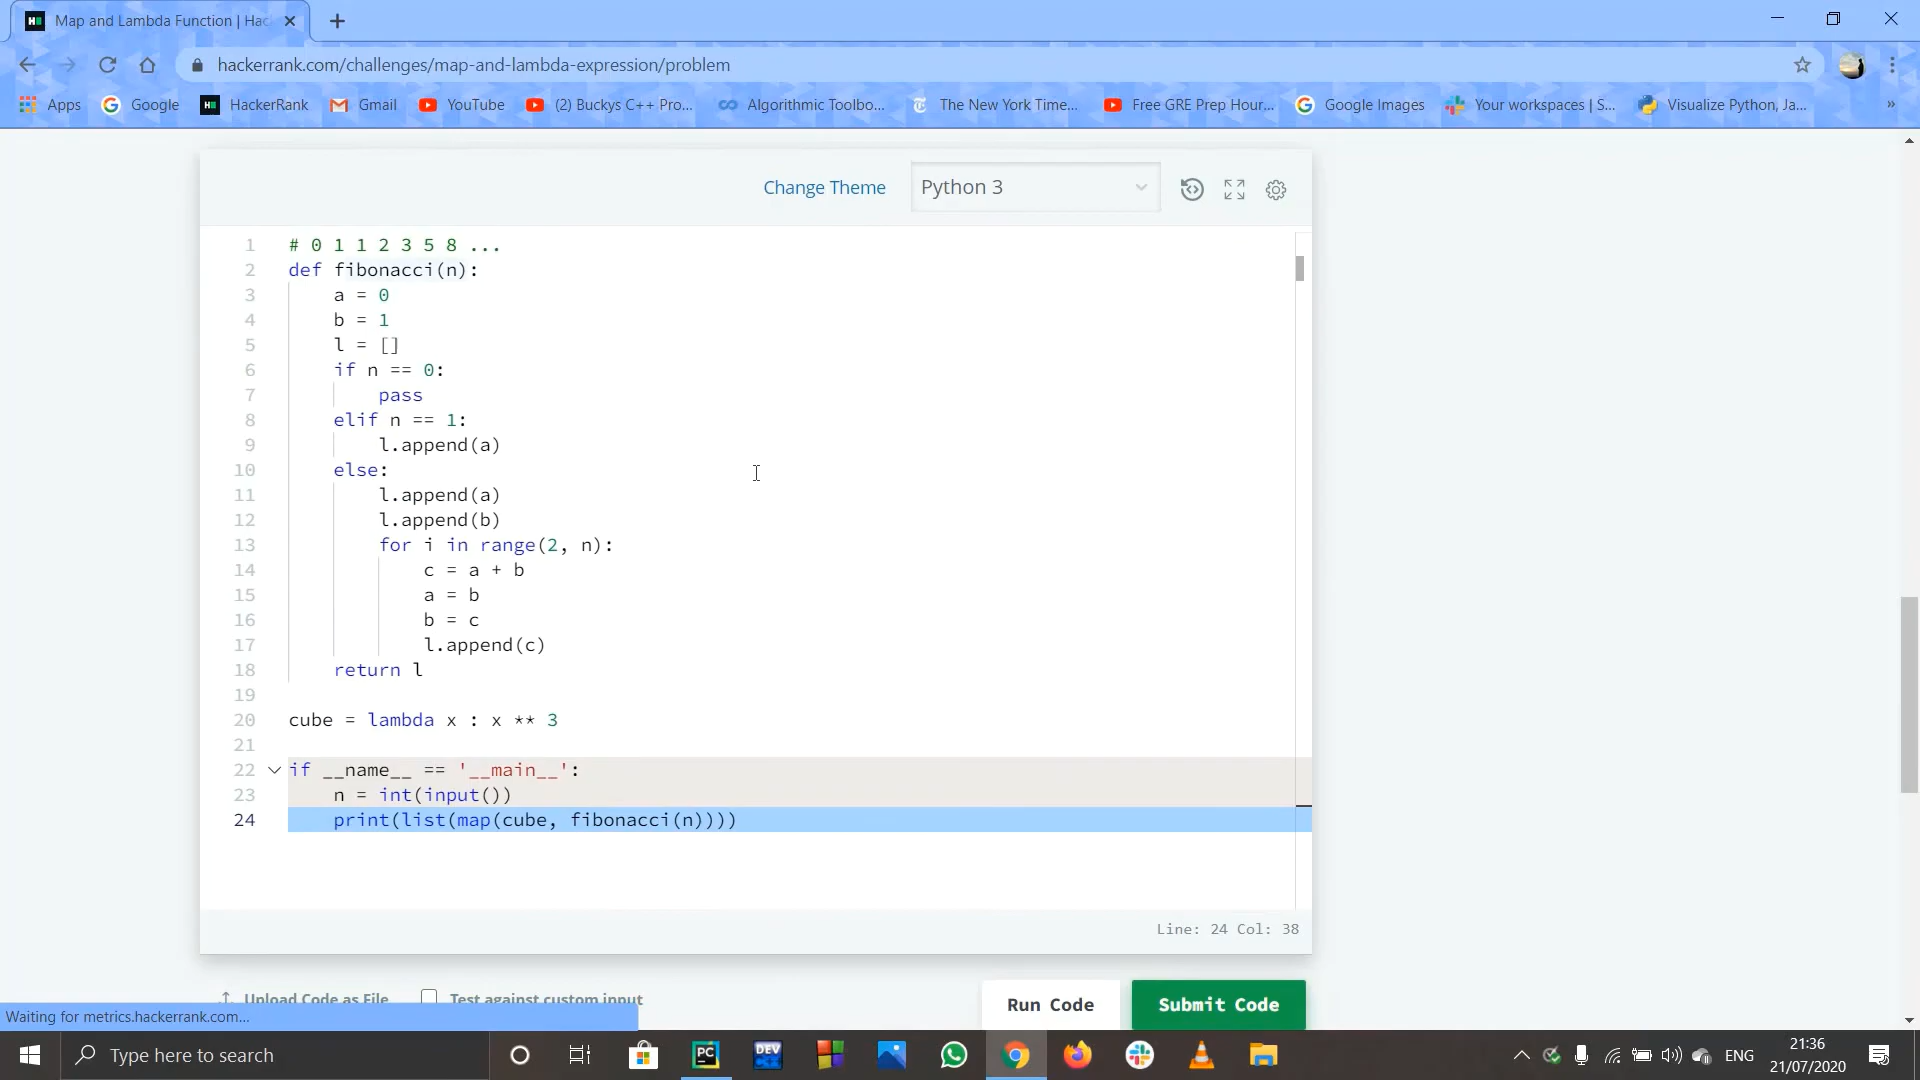 Map and Lambda Function | Hac
hackerrank.com/challenges/map-and-lambda-expression/problem
Apps Google HackerRank Gmail YouTube (2) Buckys C++ Pro... Algorithmic Toolbo... The New York Time... Free GRE Prep Hour... Google Images Your workspaces | S... Visualize Python, Ja... »
Change Theme Python 3
1 # 0 1 1 2 3 5 8 ...
2 def fibonacci(n):
3 a = 0
4 b = 1
5 l = []
6 if n == 0:
7 pass
8 elif n == 1:
9 l.append(a)
10 else:
11 l.append(a)
12 l.append(b)
13 for i in range(2, n):
14 c = a + b
15 a = b
16 b = c
17 l.append(c)
18 return l
19
20 cube = lambda x : x ** 3
21
22 if __name__ == '__main__':
23 n = int(input())
24 print(list(map(cube, fibonacci(n))))
Line: 24 Col: 38
Upload Code as File Test against custom input Run Code Submit Code
Waiting for metrics.hackerrank.com...
Type here to search PC DEV ENG 21:36
21/07/2020